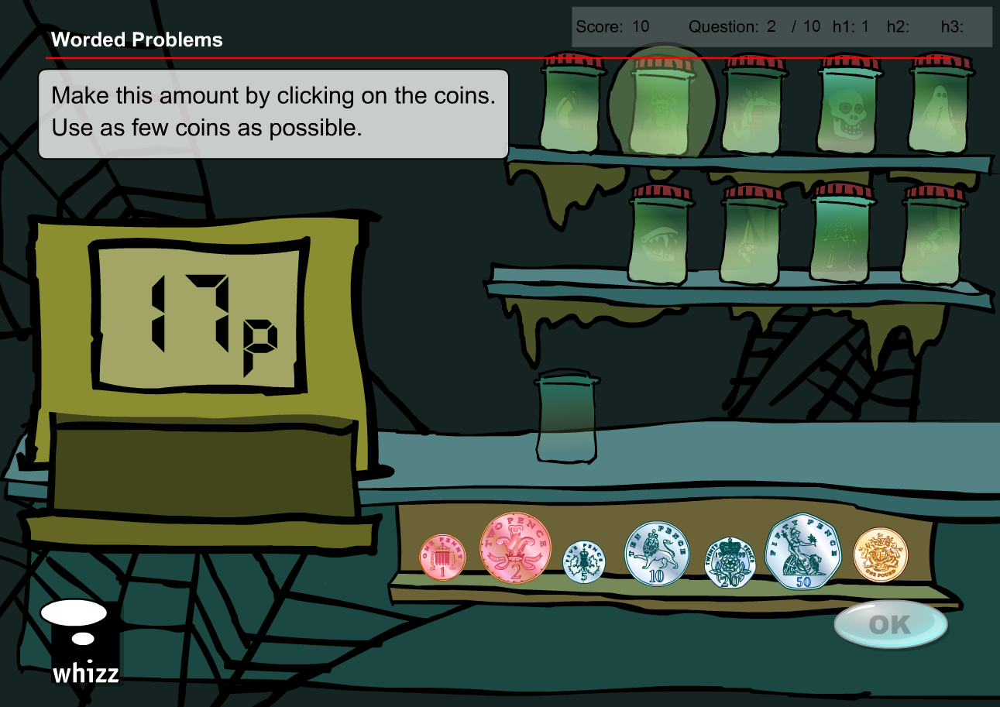 Score: 10 Question: 2 / 10 h1: 1 h2: h3:
Worded Problems
Make this amount by clicking on the coins.
Use as few coins as possible.
17p
ONE PENNY 1
TWO PENCE 2
FIVE PENCE 5
TEN PENCE 10
TWENTY PENCE 20
FIFTY PENCE 50
ONE POUND
OK
whizz